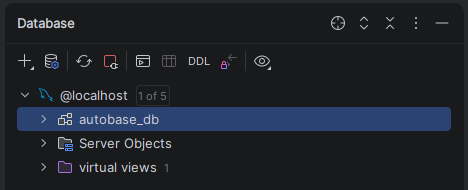 Database
DDL
@localhost 1 of 5
autobase_db
Server Objects
virtual views 1